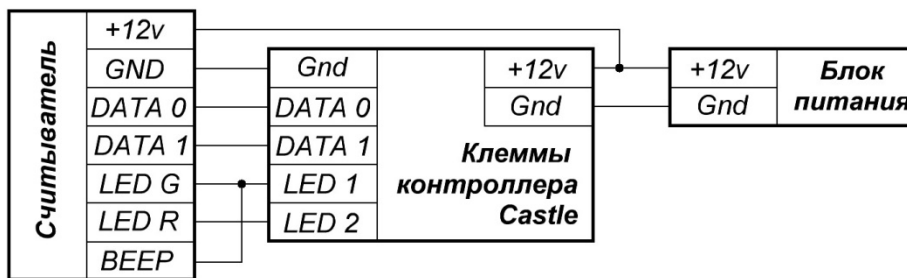 Считыватель
+12v
GND
DATA 0
DATA 1
LED G
LED R
BEEP
Gnd
DATA 0
DATA 1
LED 1
LED 2
+12v
Gnd
Клеммы
контроллера
Castle
+12v
Gnd
Блок
питания